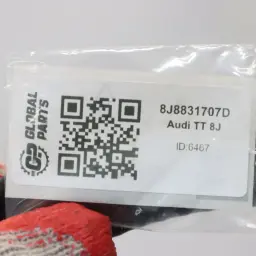 GLOBAL
PARTS
8J8831707D
Audi TT 8J
ID:6467